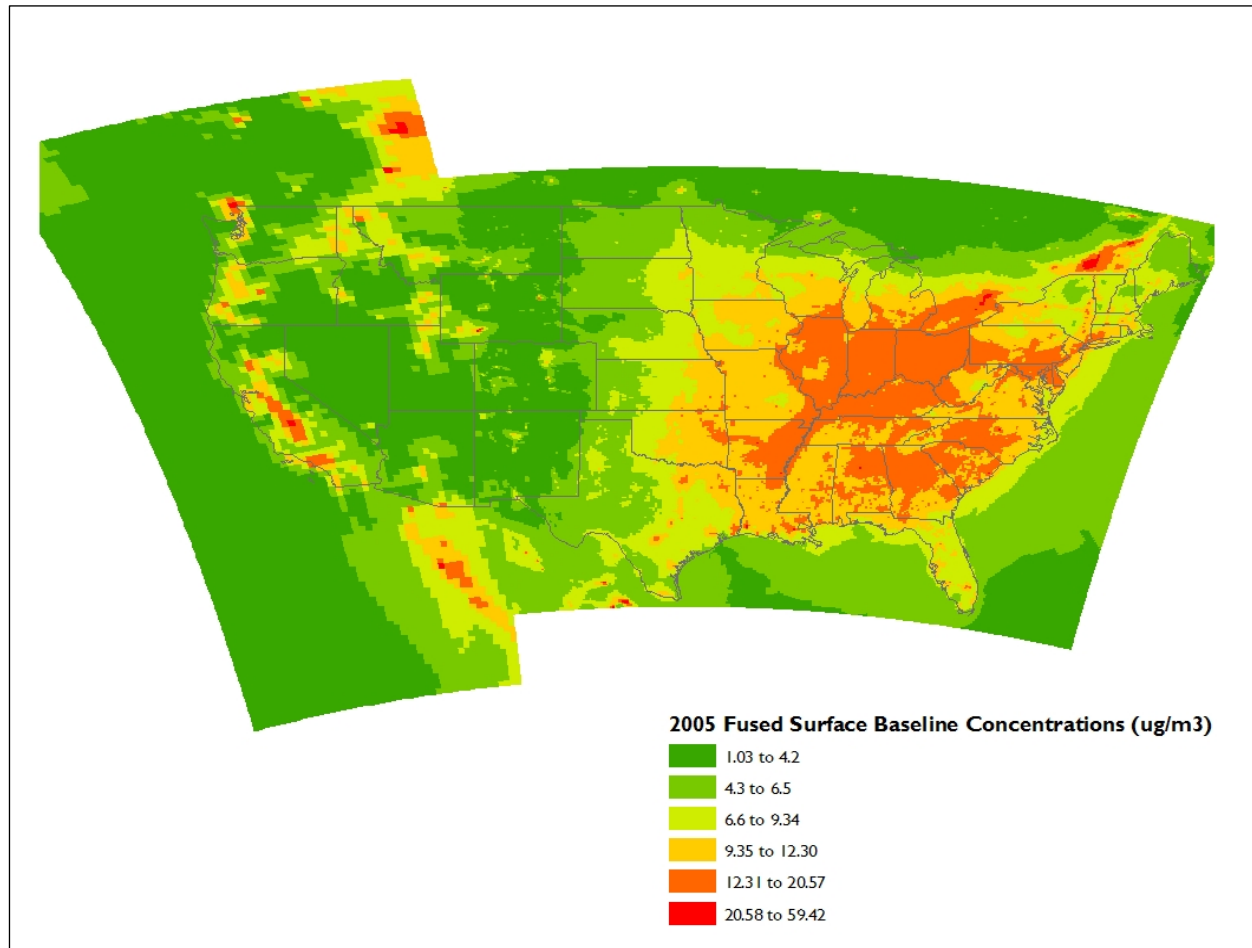 2005 Fused Surface Baseline Concentrations (ug/m3)
1.03 to 4.2
4.3 to 6.5
6.6 to 9.34
9.35 to 12.30
12.31 to 20.57
20.58 to 59.42